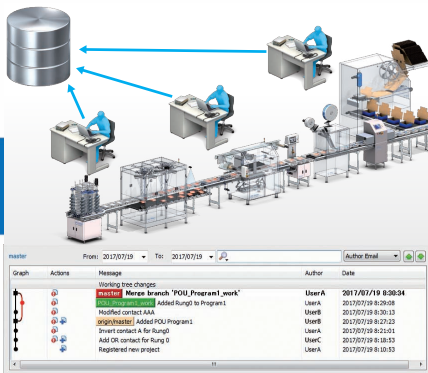 master From: 2017/07/19 To: 2017/07/19 Author Email
Graph Actions Message Author Date
Working tree changes
master Merge branch 'POU_Program1_work' UserA 2017/07/19 8:30:34
POU_Program1_work Added Rung0 to Program1 UserA 2017/07/19 8:29:08
Modified contact AAA UserB 2017/07/19 8:30:13
origin/master Added POU Program1 UserB 2017/07/19 8:27:23
Invert contact A for Rung0 UserA 2017/07/19 8:21:01
Add OR contact for Rung 0 UserC 2017/07/19 8:18:53
Registered new project UserA 2017/07/19 8:10:53